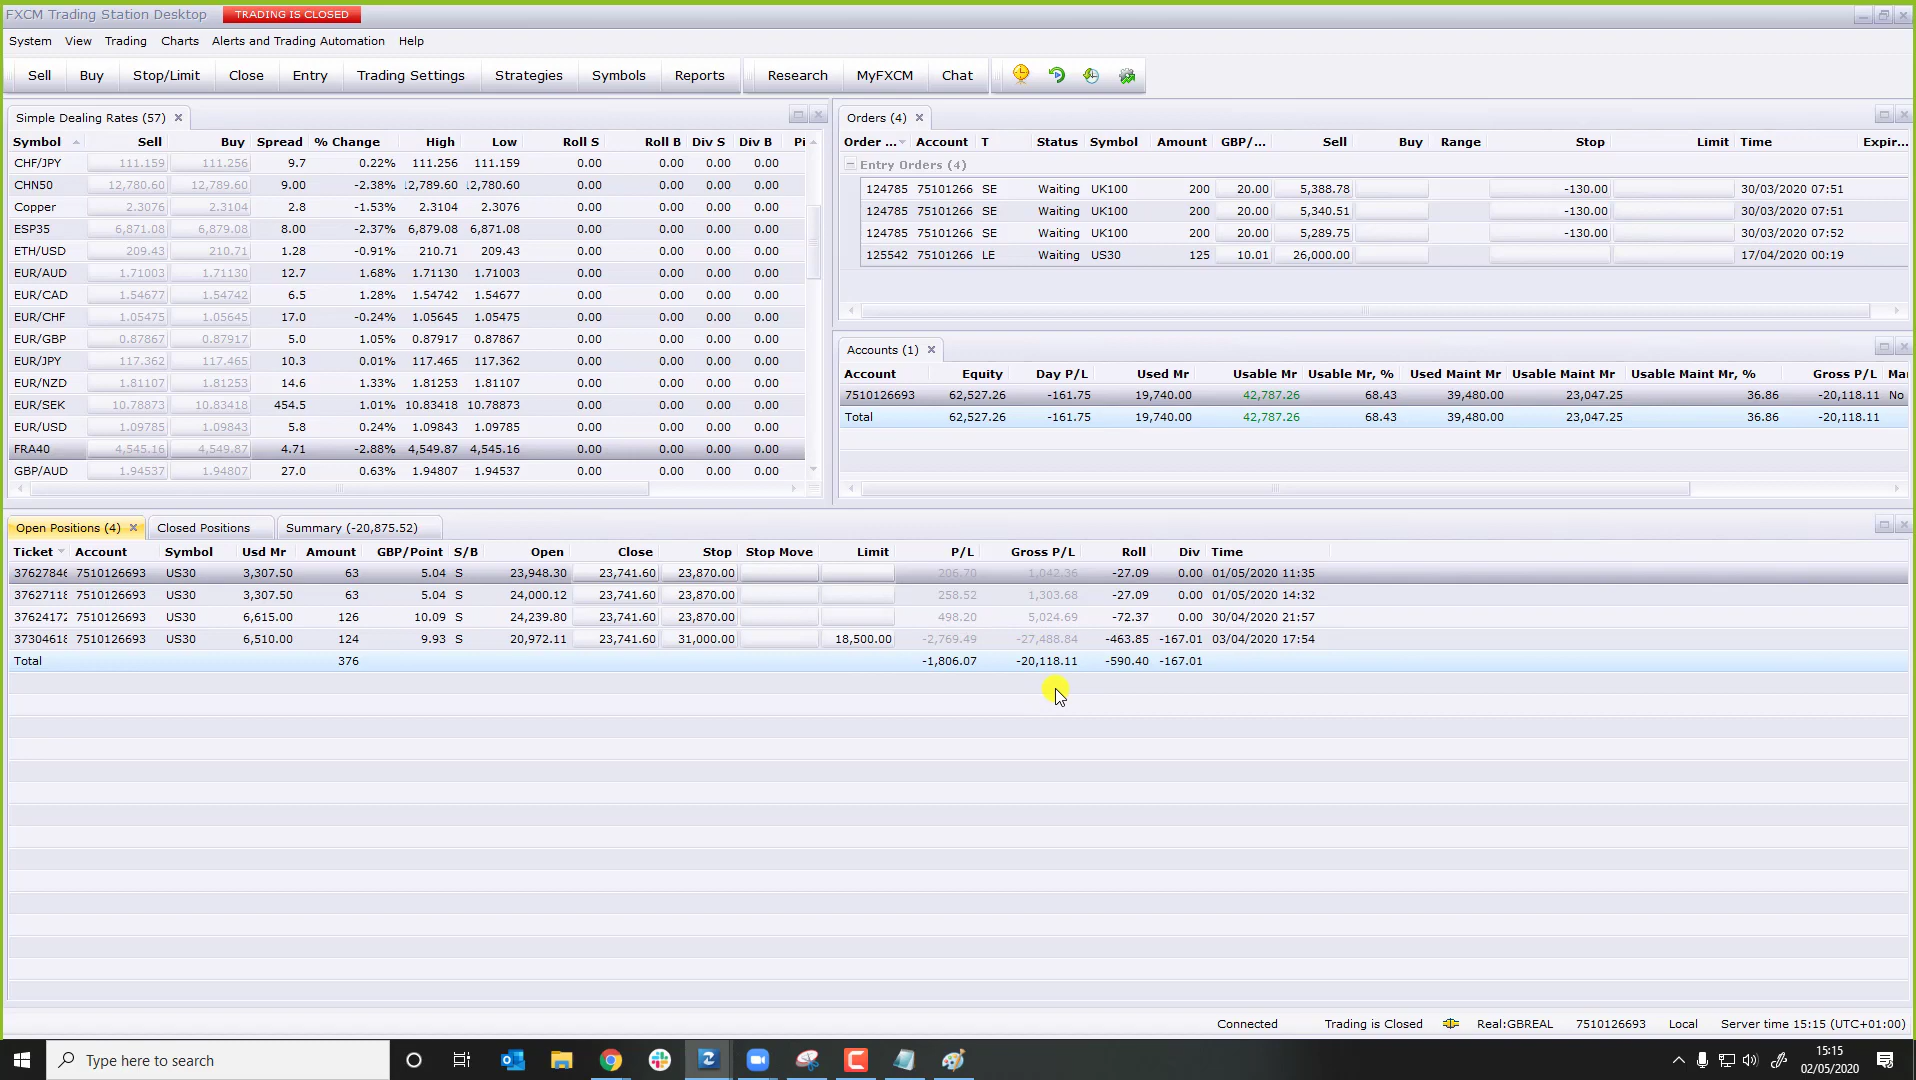 FXCM Trading Station Desktop TRADING IS CLOSED
System View Trading Charts Alerts and Trading Automation Help
Sell Buy Stop/Limit Close Entry Trading Settings Strategies Symbols Reports Research MyFXCM Chat
Simple Dealing Rates (57)
Symbol Sell Buy Spread % Change High Low Roll S Roll B Div S Div B Pi
CHF/JPY 111.159 111.256 9.7 0.22% 111.256 111.159 0.00 0.00 0.00 0.00
CHN50 12,780.60 12,789.60 9.00 -2.38% 12,789.60 12,780.60 0.00 0.00 0.00 0.00
Copper 2.3076 2.3104 2.8 -1.53% 2.3104 2.3076 0.00 0.00 0.00 0.00
ESP35 6,871.08 6,879.08 8.00 -2.37% 6,879.08 6,871.08 0.00 0.00 0.00 0.00
ETH/USD 209.43 210.71 1.28 -0.91% 210.71 209.43 0.00 0.00 0.00 0.00
EUR/AUD 1.71003 1.71130 12.7 1.68% 1.71130 1.71003 0.00 0.00 0.00 0.00
EUR/CAD 1.54677 1.54742 6.5 1.28% 1.54742 1.54677 0.00 0.00 0.00 0.00
EUR/CHF 1.05475 1.05645 17.0 -0.24% 1.05645 1.05475 0.00 0.00 0.00 0.00
EUR/GBP 0.87867 0.87917 5.0 1.05% 0.87917 0.87867 0.00 0.00 0.00 0.00
EUR/JPY 117.362 117.465 10.3 0.01% 117.465 117.362 0.00 0.00 0.00 0.00
EUR/NZD 1.81107 1.81253 14.6 1.33% 1.81253 1.81107 0.00 0.00 0.00 0.00
EUR/SEK 10.78873 10.83418 454.5 1.01% 10.83418 10.78873 0.00 0.00 0.00 0.00
EUR/USD 1.09785 1.09843 5.8 0.24% 1.09843 1.09785 0.00 0.00 0.00 0.00
FRA40 4,545.16 4,549.87 4.71 -2.88% 4,549.87 4,545.16 0.00 0.00 0.00 0.00
GBP/AUD 1.94537 1.94807 27.0 0.63% 1.94807 1.94537 0.00 0.00 0.00 0.00
Orders (4)
Order ... Account T Status Symbol Amount GBP/... Sell Buy Range Stop Limit Time Expir...
Entry Orders (4)
124785 75101266 SE Waiting UK100 200 20.00 5,388.78 -130.00 30/03/2020 07:51
124785 75101266 SE Waiting UK100 200 20.00 5,340.51 -130.00 30/03/2020 07:51
124785 75101266 SE Waiting UK100 200 20.00 5,289.75 -130.00 30/03/2020 07:52
125542 75101266 LE Waiting US30 125 10.01 26,000.00 17/04/2020 00:19
Accounts (1)
Account Equity Day P/L Used Mr Usable Mr Usable Mr, % Used Maint Mr Usable Maint Mr Usable Maint Mr, % Gross P/L Mar
7510126693 62,527.26 -161.75 19,740.00 42,787.26 68.43 39,480.00 23,047.25 36.86 -20,118.11 No
Total 62,527.26 -161.75 19,740.00 42,787.26 68.43 39,480.00 23,047.25 36.86 -20,118.11
Open Positions (4) Closed Positions Summary (-20,875.52)
Ticket Account Symbol Usd Mr Amount GBP/Point S/B Open Close Stop Stop Move Limit P/L Gross P/L Roll Div Time
37627846 7510126693 US30 3,307.50 63 5.04 S 23,948.30 23,741.60 23,870.00 206.70 1,042.36 -27.09 0.00 01/05/2020 11:35
37627118 7510126693 US30 3,307.50 63 5.04 S 24,000.12 23,741.60 23,870.00 258.52 1,303.68 -27.09 0.00 01/05/2020 14:32
37624172 7510126693 US30 6,615.00 126 10.09 S 24,239.80 23,741.60 23,870.00 498.20 5,024.69 -72.37 0.00 30/04/2020 21:57
37304618 7510126693 US30 6,510.00 124 9.93 S 20,972.11 23,741.60 31,000.00 18,500.00 -2,769.49 -27,488.84 -463.85 -167.01 03/04/2020 17:54
Total 376 -1,806.07 -20,118.11 -590.40 -167.01
Connected Trading is Closed Real:GBREAL 7510126693 Local Server time 15:15 (UTC+01:00)
Type here to search
15:15
02/05/2020